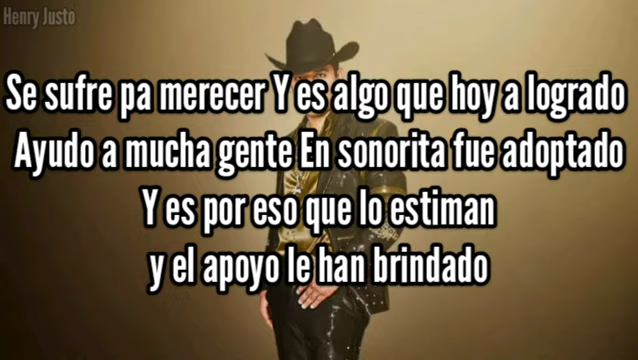 Henry Justo
Se sufre pa merecer Y es algo que hoy a logrado
Ayudo a mucha gente En sonorita fue adoptado
Y es por eso que lo estiman
y el apoyo le han brindado